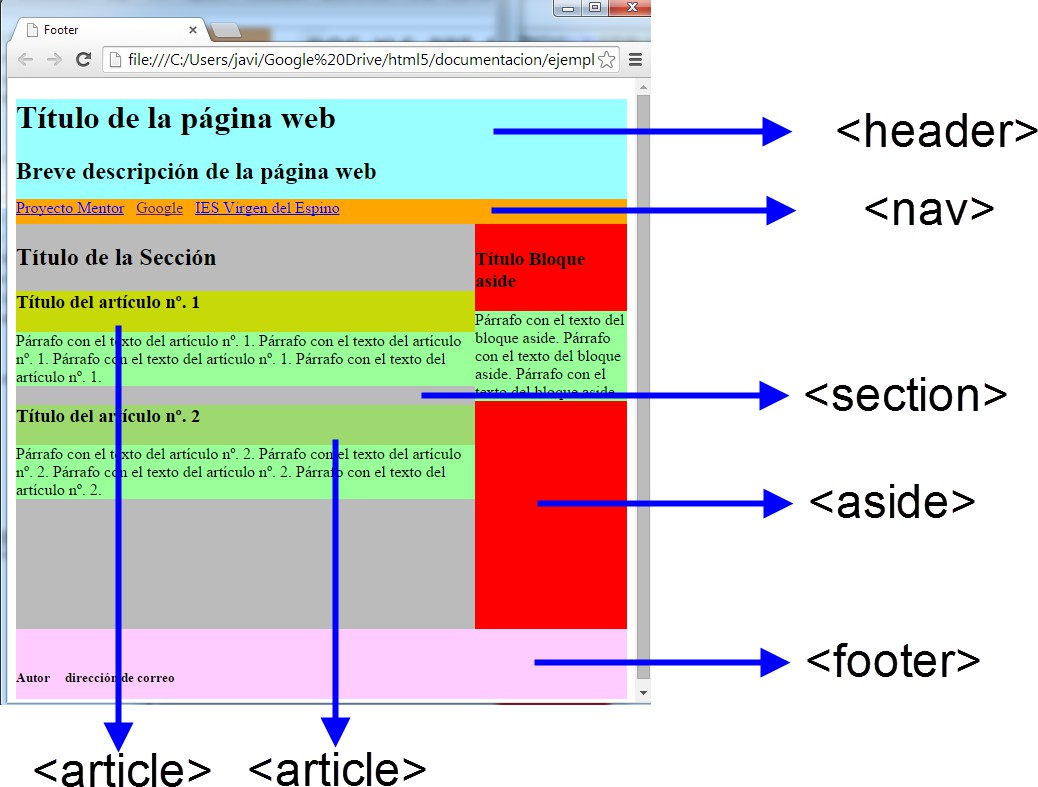 Footer
file:///C:/Users/javi/Google%20Drive/html5/documentacion/ejempl
Título de la página web
Breve descripción de la página web
Proyecto Mentor Google IES Virgen del Espino
Título de la Sección
Título del artículo nº. 1
Párrafo con el texto del artículo nº. 1. Párrafo con el texto del artículo
nº. 1. Párrafo con el texto del artículo nº. 1. Párrafo con el texto del
artículo nº. 1.
Título del artículo nº. 2
Párrafo con el texto del artículo nº. 2. Párrafo con el texto del artículo
nº. 2. Párrafo con el texto del artículo nº. 2. Párrafo con el texto del
artículo nº. 2.
Título Bloque
aside
Párrafo con el texto del
bloque aside. Párrafo
con el texto del bloque
aside. Párrafo con el
texto del bloque aside.
Autor dirección de correo
<header>
<nav>
<section>
<aside>
<footer>
<article> <article>